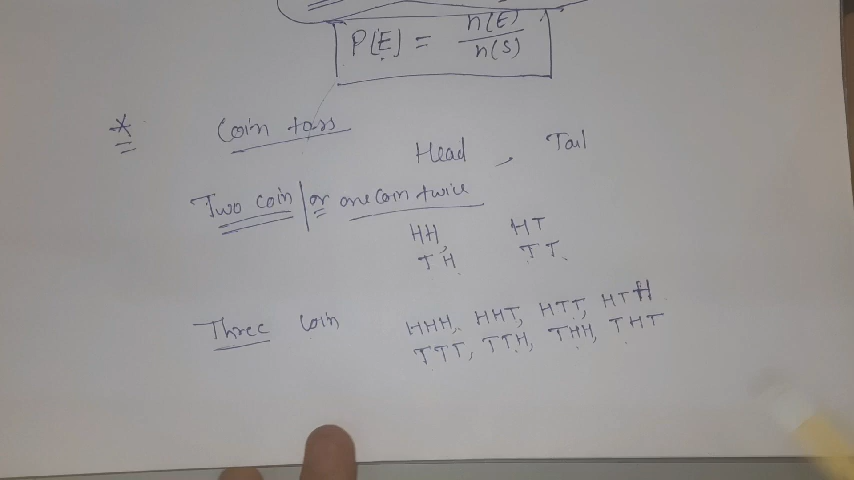 P(E) = n(E)/n(S)
* Coin toss
Head , Tail
Two coin / or one coin twice
HH, HT
TH TT
Three coin HHH, HHT, HTT, HTH
TTT, TTH, THH, THT